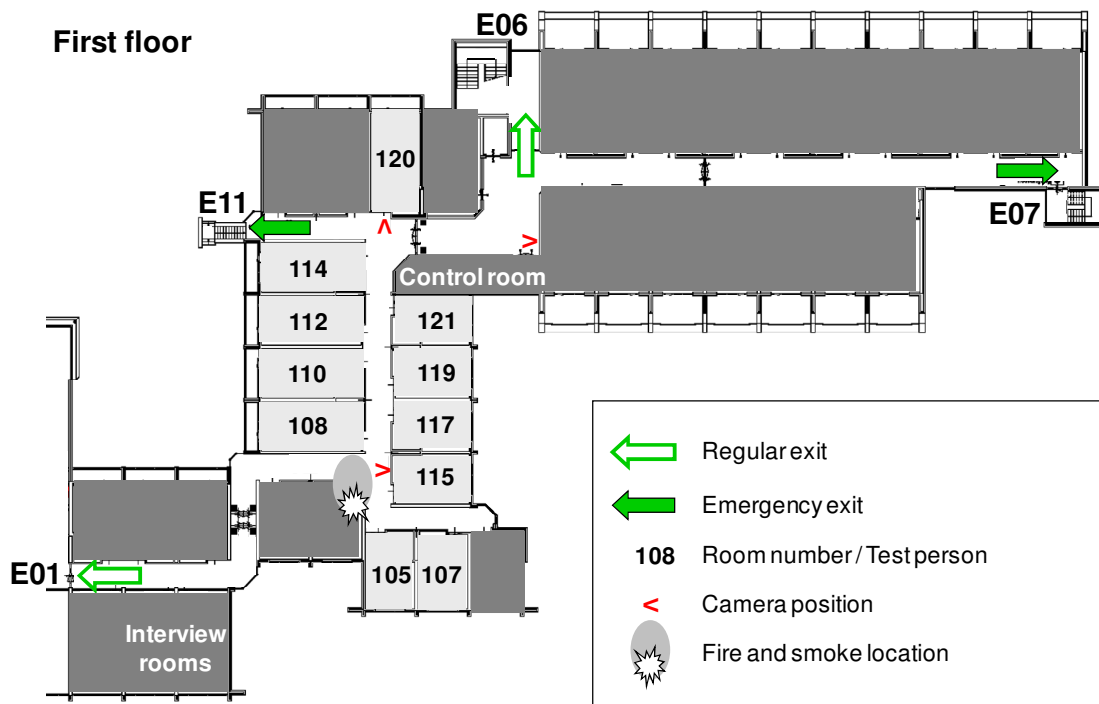 First floor
E06
120
E11
E07
114
Control room
112
121
110
119
108
117
115
E01
105
107
Interview
rooms
Regular exit
Emergency exit
108
Room number / Test person
Camera position
Fire and smoke location